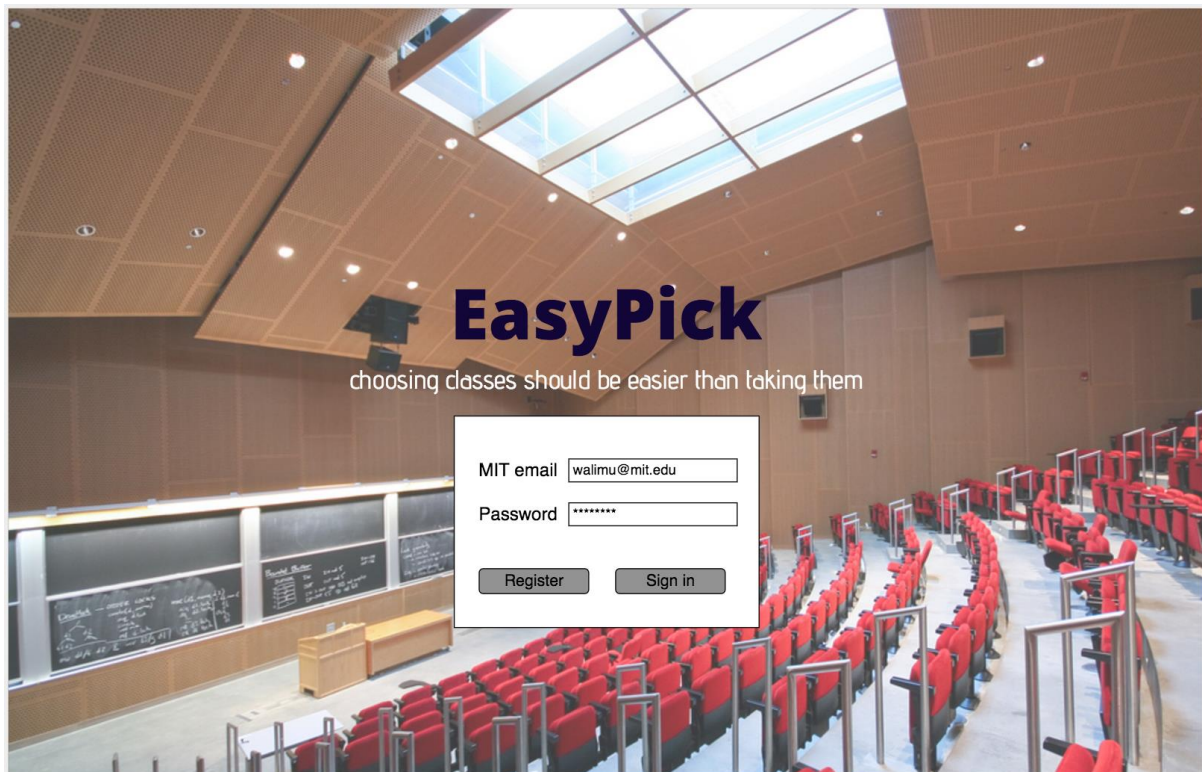 EasyPick
choosing classes should be easier than taking them
MIT email walimu@mit.edu
Password ********
Register Sign in